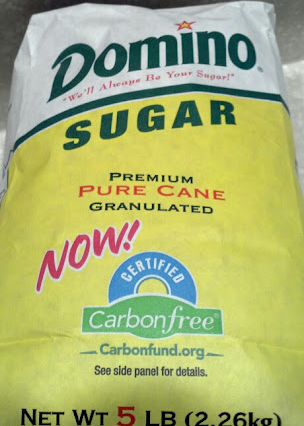 Domino®
"We'll Always Be Your Sugar!"
SUGAR
PREMIUM
PURE CANE
GRANULATED
NOW!
CERTIFIED
Carbonfree®
Carbonfund.org
See side panel for details.
NET WT 5 LB (2.26kg)